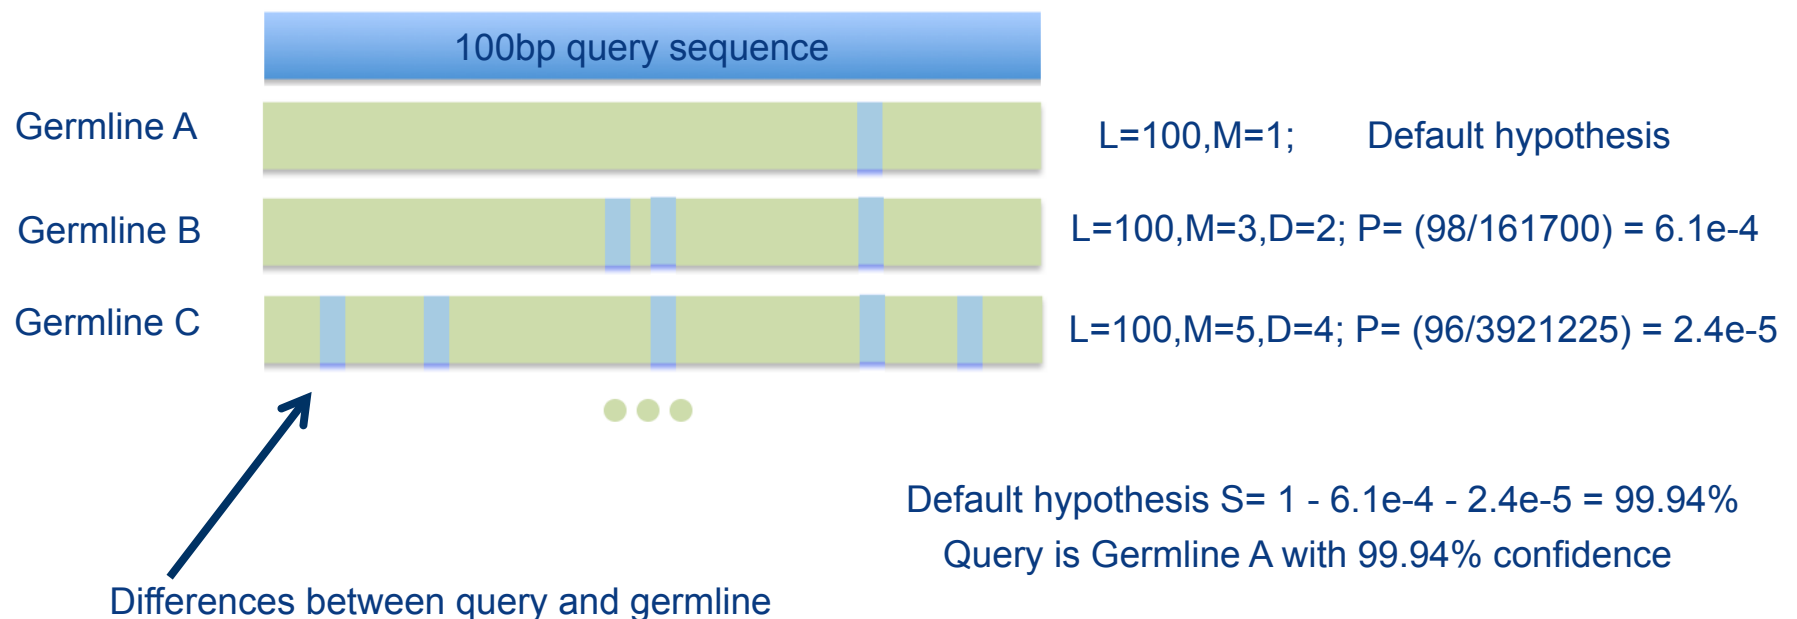 100bp query sequence
Germline A
L=100,M=1; Default hypothesis
Germline B
L=100,M=3,D=2; P= (98/161700) = 6.1e-4
Germline C
L=100,M=5,D=4; P= (96/3921225) = 2.4e-5
Default hypothesis S= 1 - 6.1e-4 - 2.4e-5 = 99.94%
Query is Germline A with 99.94% confidence
Differences between query and germline